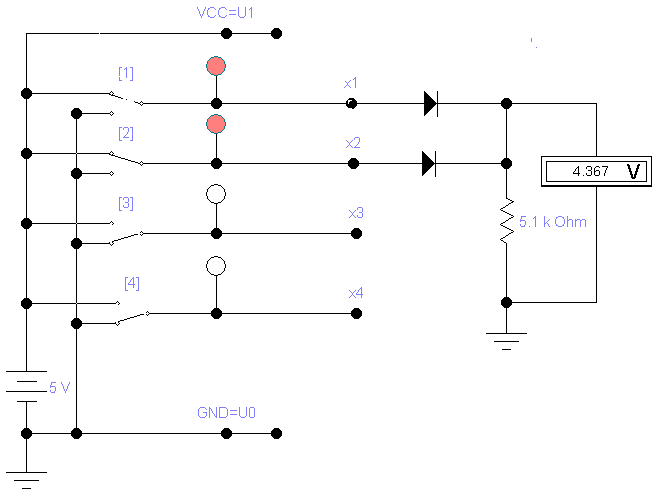 VCC=U1
[1]
x1
[2]
x2
4.367 V
[3]
x3
5.1 k Ohm
[4]
x4
5 V
GND=U0